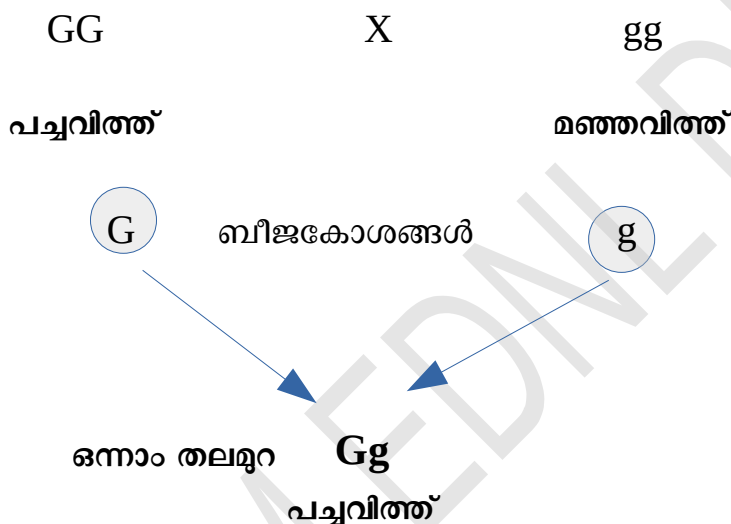 GG X gg
പച്ചവിത്ത് മഞ്ഞവിത്ത്
G ബീജകോശങ്ങൾ g
ഒന്നാം തലമുറ Gg
പച്ചവിത്ത്